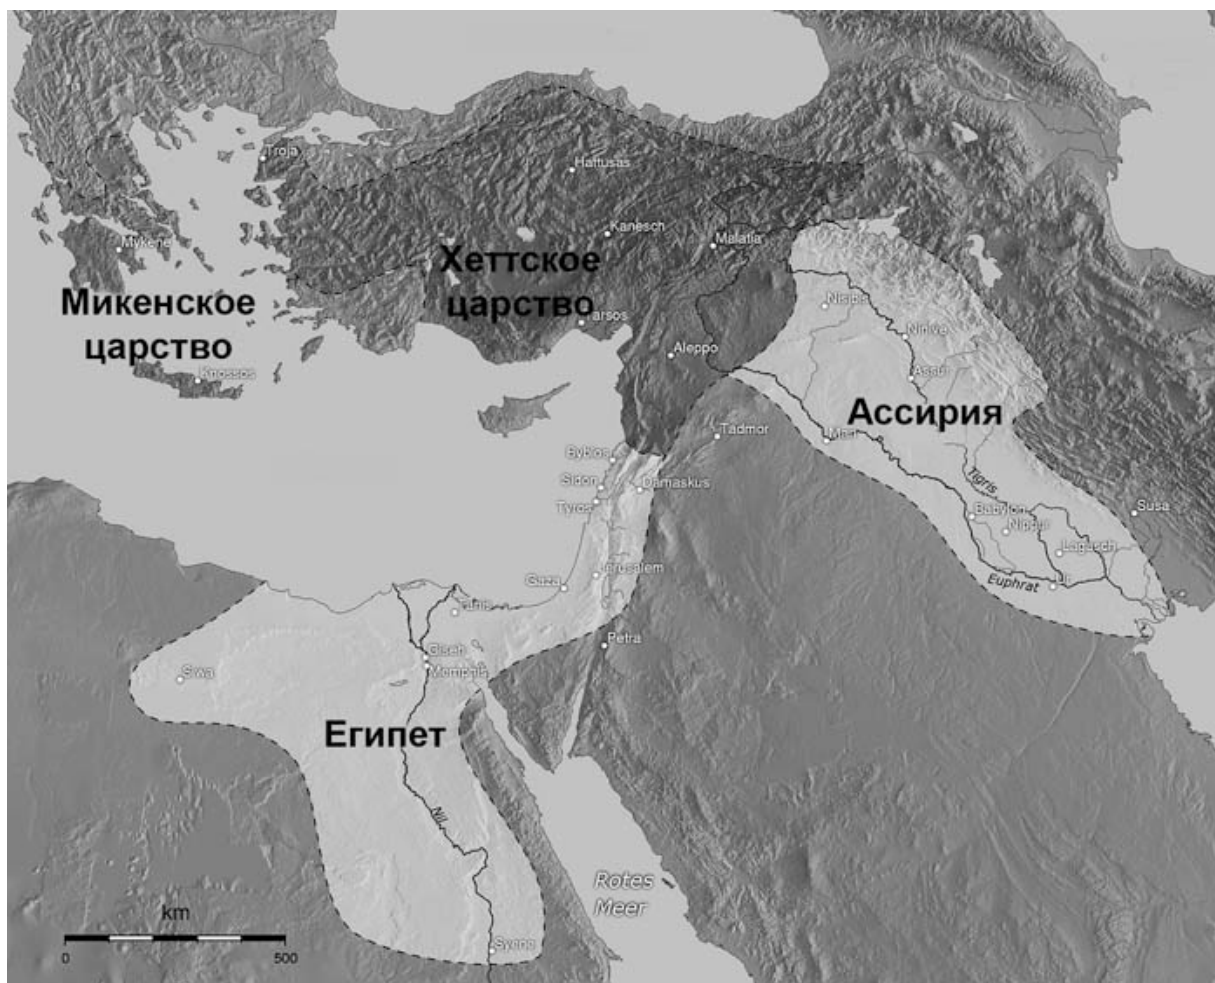 Troja
Hattusas
Mykene
Kanesch
Malatia
Хеттское
царство
Микенское
царство
Nisibis
Tarsos
Ninive
Knossos
Aleppo
Assur
Ассирия
Tadmor
Mari
Byblos
Sidon
Damaskus
Tigris
Tyros
Babylon
Susa
Nippur
Lagasch
Gaza
Jerusalem
Euphrat
Ur
Tanis
Petra
Giseh
Memphis
Siwa
Египет
Nil
Rotes
Meer
km
0
500
Syene